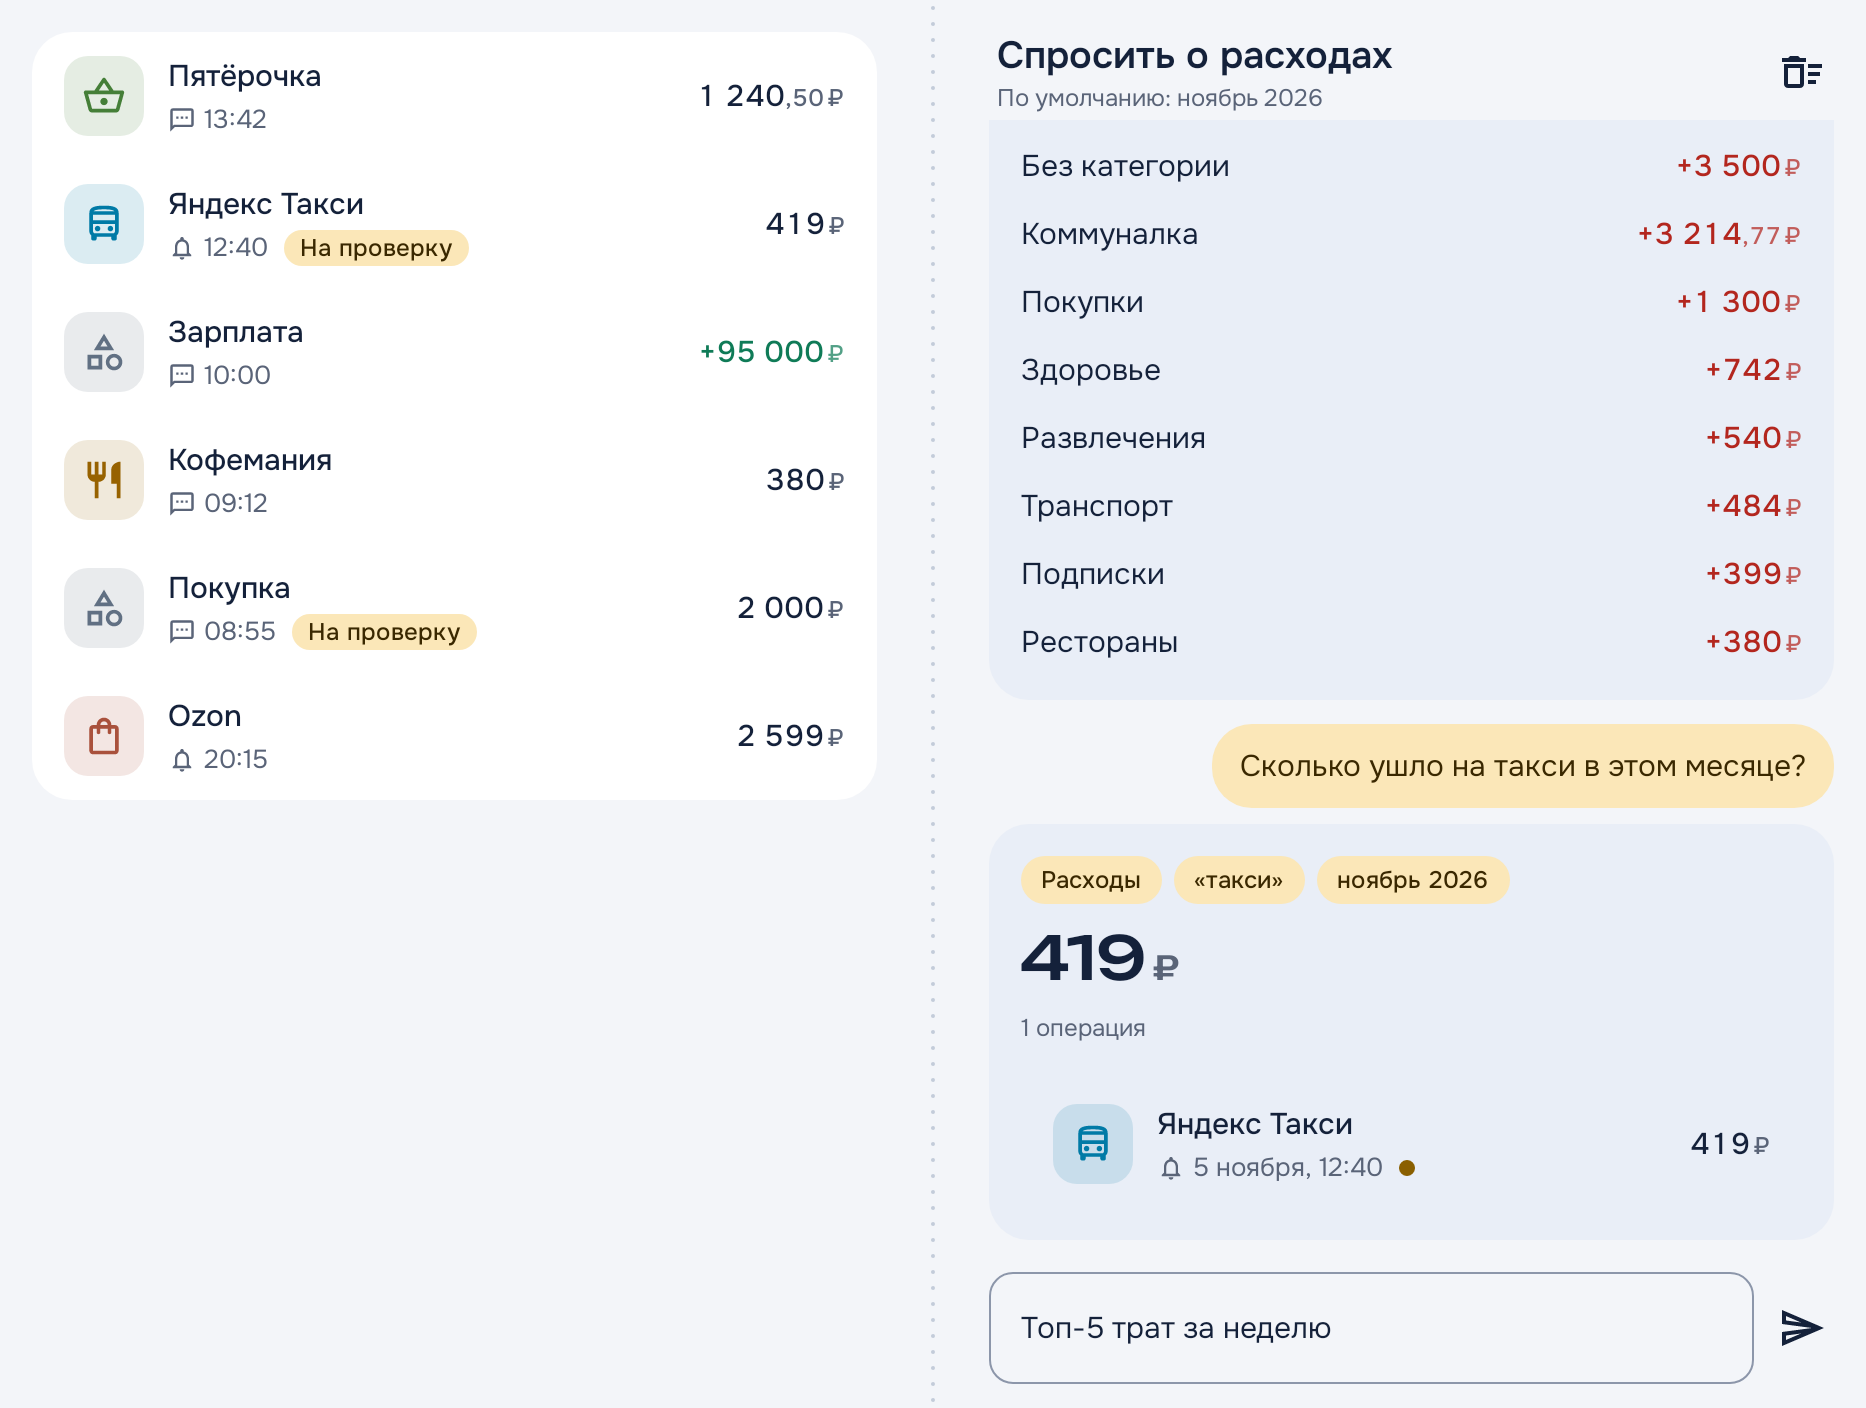 Пятёрочка
13:42
1 240,50 ₽
Яндекс Такси
12:40 На проверку
419 ₽
Зарплата
10:00
+95 000 ₽
Кофемания
09:12
380 ₽
Покупка
08:55 На проверку
2 000 ₽
Ozon
20:15
2 599 ₽
Спросить о расходах
По умолчанию: ноябрь 2026
Без категории +3 500 ₽
Коммуналка +3 214,77 ₽
Покупки +1 300 ₽
Здоровье +742 ₽
Развлечения +540 ₽
Транспорт +484 ₽
Подписки +399 ₽
Рестораны +380 ₽
Сколько ушло на такси в этом месяце?
Расходы «такси» ноябрь 2026
419 ₽
1 операция
Яндекс Такси
5 ноября, 12:40
419 ₽
Топ-5 трат за неделю